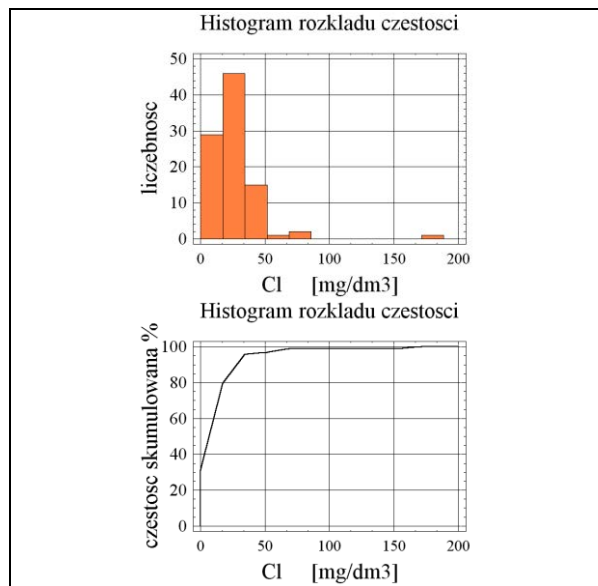 Histogram rozkladu czestosci
liczebnosc
50
40
30
20
10
0
0 50 100 150 200
Cl [mg/dm3]
Histogram rozkladu czestosci
czestosc skumulowana %
100
80
60
40
20
0
0 50 100 150 200
Cl [mg/dm3]